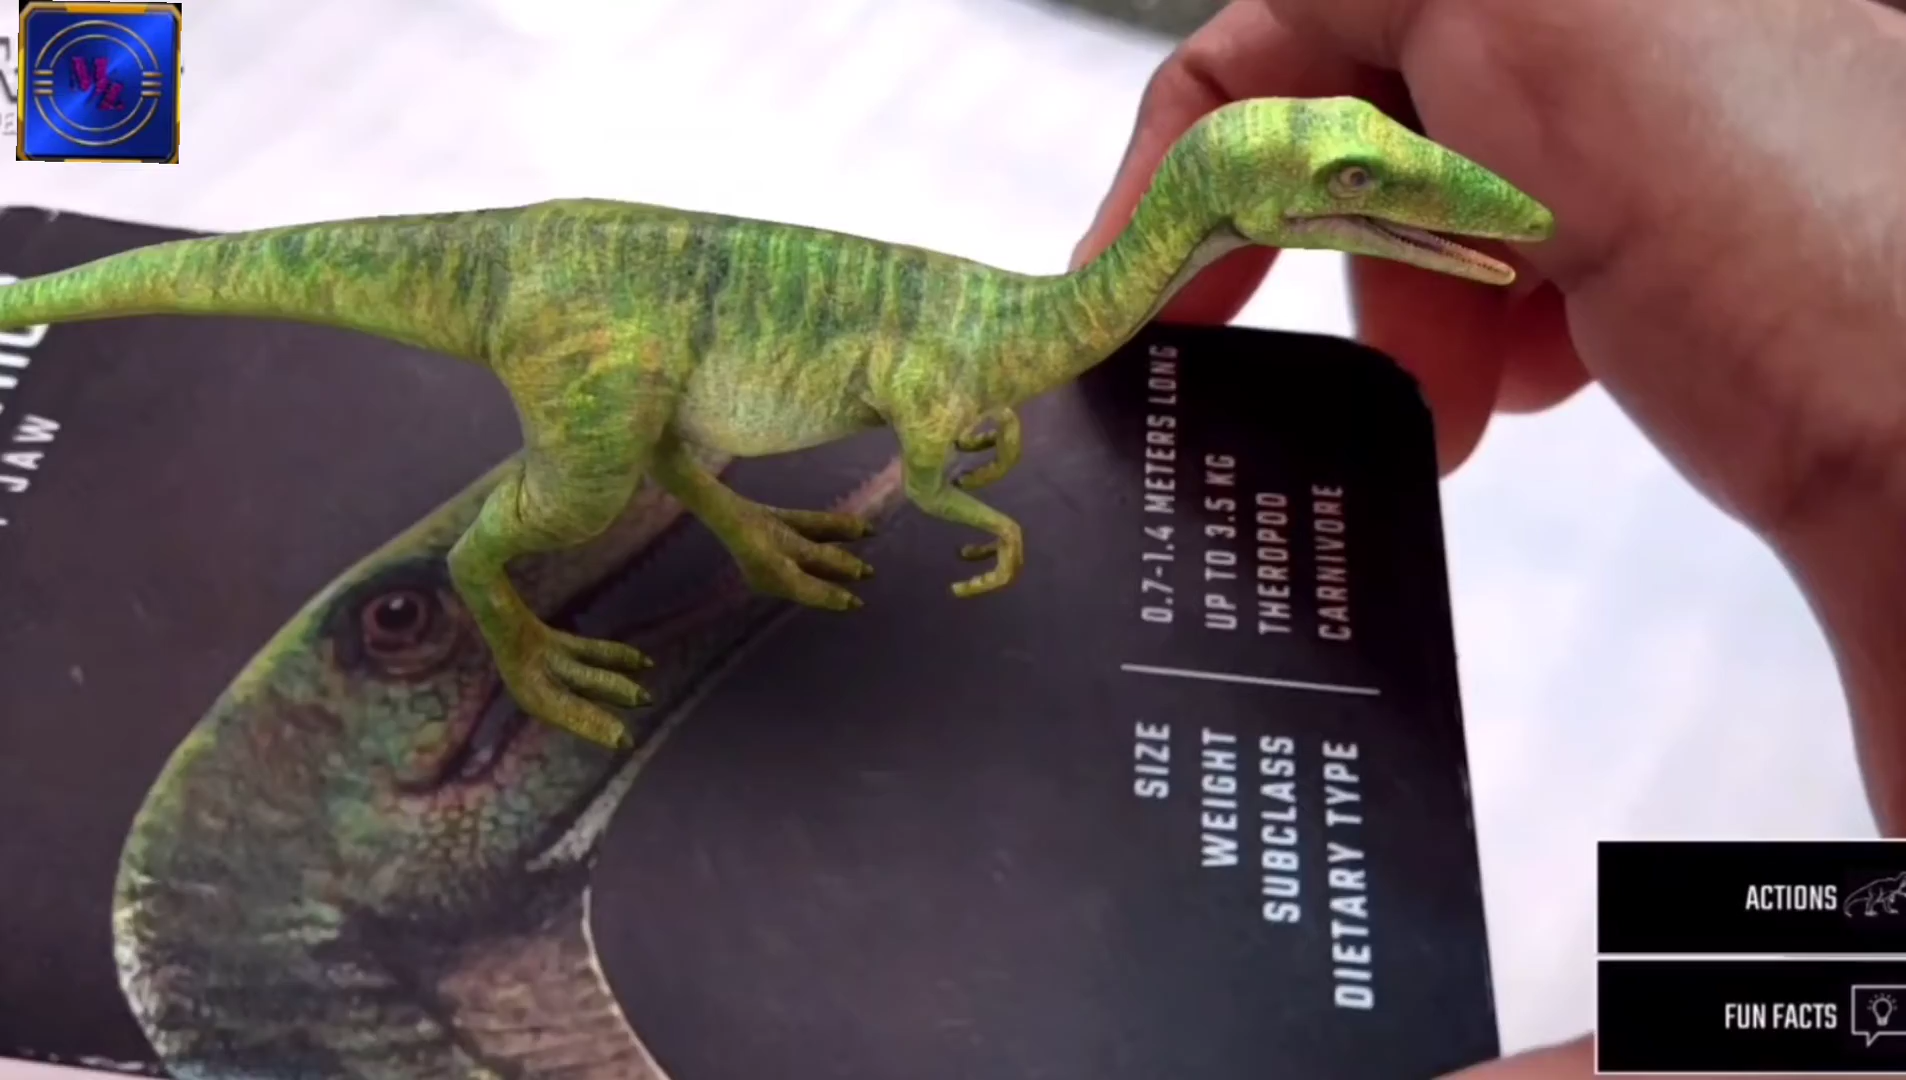 JAW
SIZE 0.7-1.4 METERS LONG
WEIGHT UP TO 3.5 KG
SUBCLASS THEROPOD
DIETARY TYPE CARNIVORE
ACTIONS
FUN FACTS